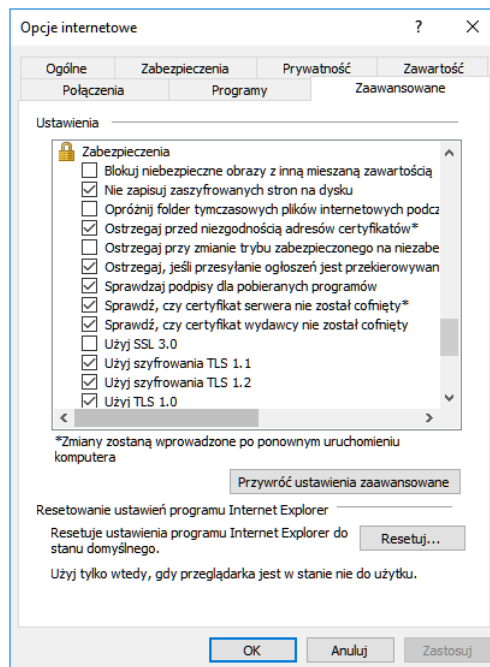 Opcje internetowe
?
Ogólne
Zabezpieczenia
Prywatność
Zawartość
Połączenia
Programy
Zaawansowane
Ustawienia
Zabezpieczenia
Blokuj niebezpieczne obrazy z inną mieszaną zawartością
Nie zapisuj zaszyfrowanych stron na dysku
Opróżnij folder tymczasowych plików internetowych podcz
Ostrzegaj przed niezgodnością adresów certyfikatów*
Ostrzegaj przy zmianie trybu zabezpieczonego na niezabe
Ostrzegaj, jeśli przesyłanie ogłoszeń jest przekierowywan
Sprawdzaj podpisy dla pobieranych programów
Sprawdź, czy certyfikat serwera nie został cofnięty*
Sprawdź, czy certyfikat wydawcy nie został cofnięty
Użyj SSL 3.0
Użyj szyfrowania TLS 1.1
Użyj szyfrowania TLS 1.2
Użyj TLS 1.0
*Zmiany zostaną wprowadzone po ponownym uruchomieniu
komputera
Przywróć ustawienia zaawansowane
Resetowanie ustawień programu Internet Explorer
Resetuje ustawienia programu Internet Explorer do
stanu domyślnego.
Resetuj...
Użyj tylko wtedy, gdy przeglądarka jest w stanie nie do użytku.
OK
Anuluj
Zastosuj